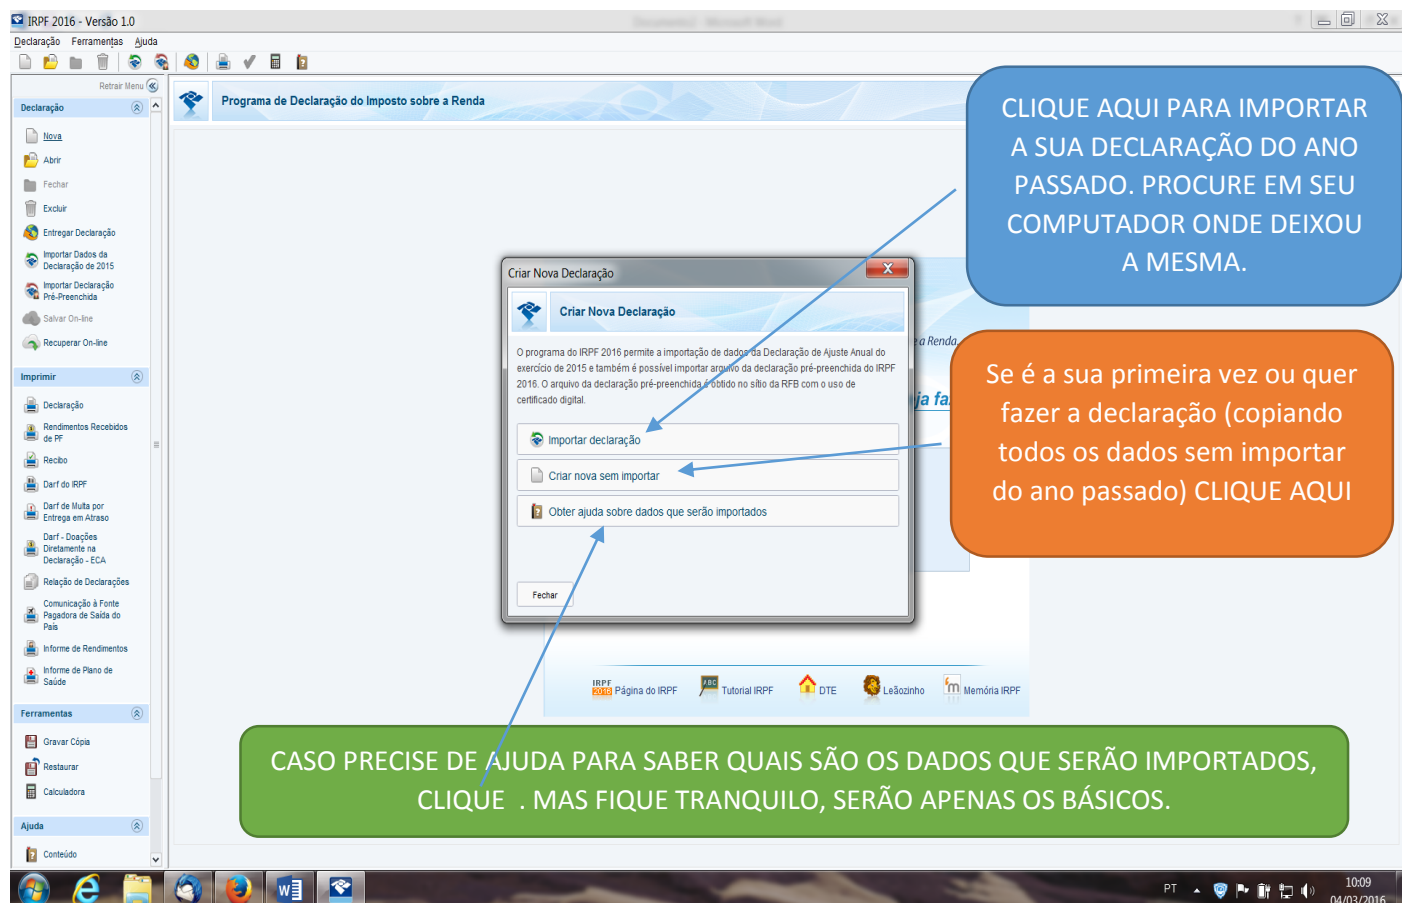 IRPF 2016 - Versão 1.0
Documento2 - Microsoft Word
Declaração Ferramentas Ajuda
Retrair Menu
Declaração
Nova
Abrir
Fechar
Excluir
Entregar Declaração
Importar Dados da
Declaração de 2015
Importar Declaração
Pré-Preenchida
Salvar On-line
Recuperar On-line
Imprimir
Declaração
Rendimentos Recebidos
de PF
Recibo
Darf do IRPF
Darf de Multa por
Entrega em Atraso
Darf - Doações
Diretamente na
Declaração - ECA
Relação de Declarações
Comunicação à Fonte
Pagadora de Saída do
País
Informe de Rendimentos
Informe de Plano de
Saúde
Ferramentas
Gravar Cópia
Restaurar
Calculadora
Ajuda
Conteúdo
Programa de Declaração do Imposto sobre a Renda
CLIQUE AQUI PARA IMPORTAR
A SUA DECLARAÇÃO DO ANO
PASSADO. PROCURE EM SEU
COMPUTADOR ONDE DEIXOU
A MESMA.
Criar Nova Declaração
Criar Nova Declaração
O programa do IRPF 2016 permite a importação de dados da Declaração de Ajuste Anual do
exercício de 2015 e também é possível importar arquivo da declaração pré-preenchida do IRPF
2016. O arquivo da declaração pré-preenchida é obtido no sítio da RFB com o uso de
certificado digital.
Importar declaração
Criar nova sem importar
Obter ajuda sobre dados que serão importados
Fechar
e a Renda.
ja fa
Se é a sua primeira vez ou quer
fazer a declaração (copiando
todos os dados sem importar
do ano passado) CLIQUE AQUI
IRPF
2016 Página do IRPF
ABC Tutorial IRPF
DTE
Leãozinho
m Memória IRPF
CASO PRECISE DE AJUDA PARA SABER QUAIS SÃO OS DADOS QUE SERÃO IMPORTADOS,
CLIQUE . MAS FIQUE TRANQUILO, SERÃO APENAS OS BÁSICOS.
PT
10:09
04/03/2016